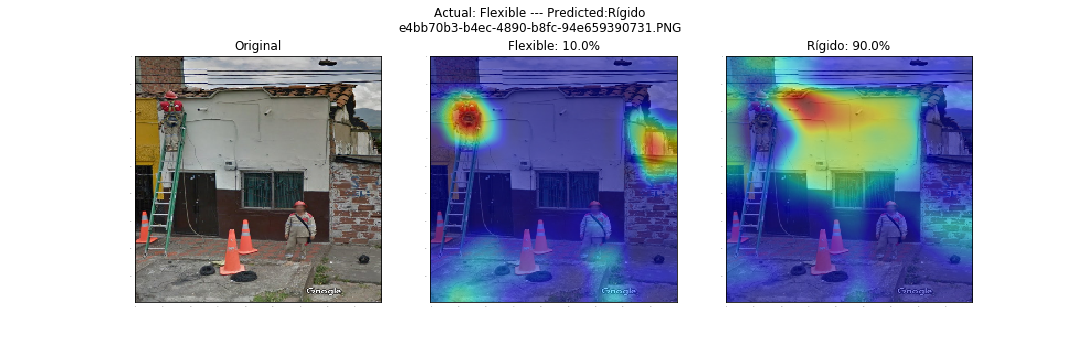 Actual: Flexible --- Predicted:Rígido
e4bb70b3-b4ec-4890-b8fc-94e659390731.PNG
Original
Flexible: 10.0%
Rígido: 90.0%
Google
Google
Google